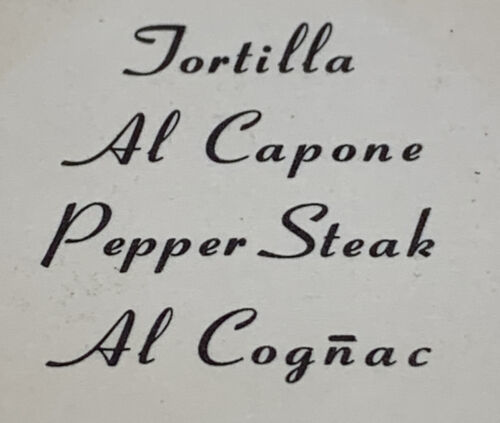 Tortilla
Al Capone
Pepper Steak
Al Cogñac